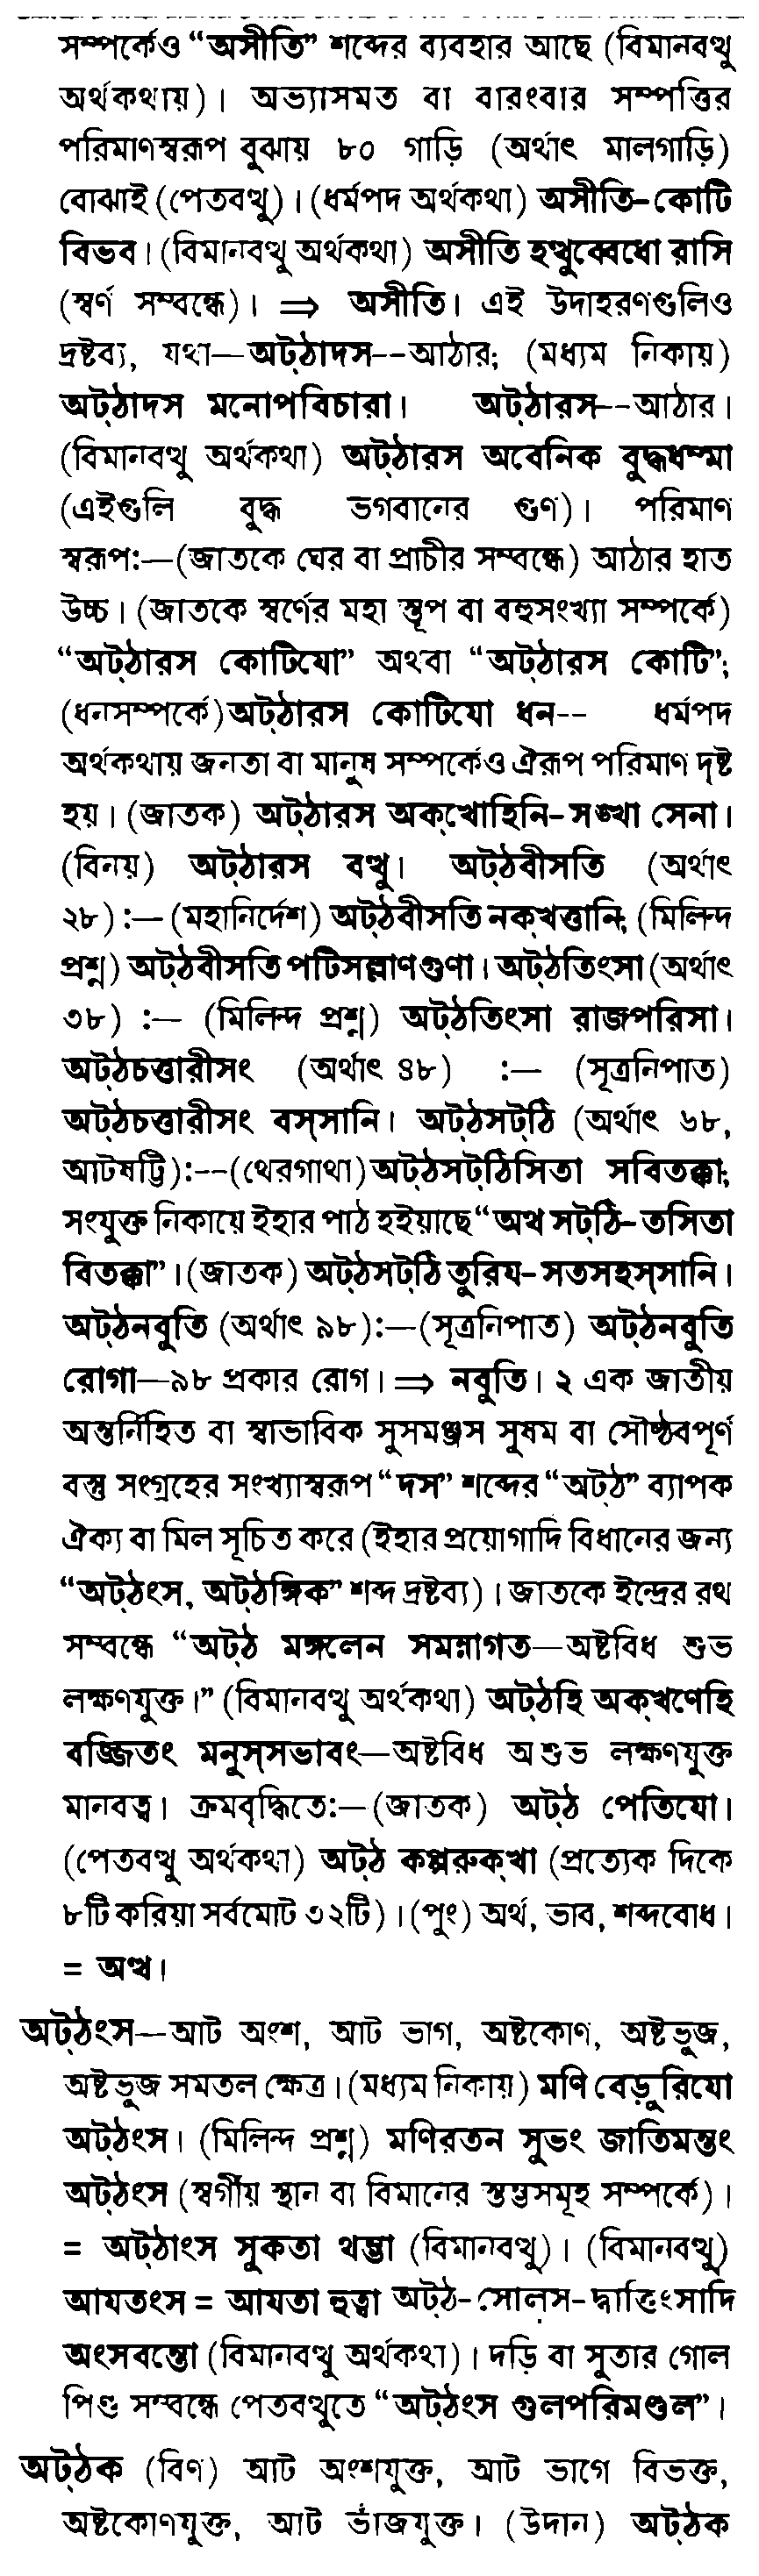 সম্পর্কেও “অসীতি” শব্দের ব্যবহার আছে (বিমানবত্থু
অর্থকথায়)। অভ্যাসমত বা বারংবার সম্পত্তির
পরিমাণস্বরূপ বুঝায় ৮০ গাড়ি (অর্থাৎ মালগাড়ি)
বোঝাই (পেতবত্থু)। (ধর্মপদ অর্থকথা) অসীতি-কোটি
বিভব। (বিমানবত্থু অর্থকথা) অসীতি হত্থুব্বেধো রাসি
(স্বর্ণ সম্বন্ধে)। ⇒ অসীতি। এই উদাহরণগুলিও
দ্রষ্টব্য, যথা—অট্ঠাদস--আঠার; (মধ্যম নিকায়)
অট্ঠাদস মনোপবিচারা। অট্ঠারস--আঠার।
(বিমানবত্থু অর্থকথা) অট্ঠারস অবেনিক বুদ্ধধম্মা
(এইগুলি বুদ্ধ ভগবানের গুণ)। পরিমাণ
স্বরূপ:—(জাতকে ঘের বা প্রাচীর সম্বন্ধে) আঠার হাত
উচ্চ। (জাতকে স্বর্ণের মহা স্তূপ বা বহুসংখ্যা সম্পর্কে)
“অট্ঠারস কোটিযো” অথবা “অট্ঠারস কোটি”;
(ধনসম্পর্কে) অট্ঠারস কোটিযো ধন-- ধর্মপদ
অর্থকথায় জনতা বা মানুষ সম্পর্কেও ঐরূপ পরিমাণ দৃষ্ট
হয়। (জাতক) অট্ঠারস অক্খোহিনি-সঙ্খা সেনা।
(বিনয়) অট্ঠারস বত্থু। অট্ঠবীসতি (অর্থাৎ
২৮):— (মহানির্দেশ) অট্ঠবীসতি নক্খত্তানি; (মিলিন্দ
প্রশ্ন) অট্ঠবীসতি পটিসল্লাণগুণা। অট্ঠতিংসা (অর্থাৎ
৩৮) :— (মিলিন্দ প্রশ্ন) অট্ঠতিংসা রাজপরিসা।
অট্ঠচত্তারীসং (অর্থাৎ ৪৮) :— (সূত্রনিপাত)
অট্ঠচত্তারীসং বস্সানি। অট্ঠসট্ঠি (অর্থাৎ ৬৮,
আটষট্টি):--(থেরগাথা) অট্ঠসট্ঠিসিতা সবিতক্কা;
সংযুক্ত নিকায়ে ইহার পাঠ হইয়াছে “অথ সট্ঠি-তসিতা
বিতক্কা”। (জাতক) অট্ঠসট্ঠি তুরিয-সতসহস্সানি।
অট্ঠনবুতি (অর্থাৎ ৯৮):—(সূত্রনিপাত) অট্ঠনবুতি
রোগা—৯৮ প্রকার রোগ। ⇒ নবুতি। ২ এক জাতীয়
অন্তর্নিহিত বা স্বাভাবিক সুসমঞ্জস সুষম বা সৌষ্ঠবপূর্ণ
বস্তু সংগ্রহের সংখ্যাস্বরূপ “দস” শব্দের “অট্ঠ” ব্যাপক
ঐক্য বা মিল সূচিত করে (ইহার প্রয়োগাদি বিধানের জন্য
“অট্ঠংস, অট্ঠঙ্গিক” শব্দ দ্রষ্টব্য)। জাতকে ইন্দ্রের রথ
সম্বন্ধে “অট্ঠ মঙ্গলেন সমন্নাগত—অষ্টবিধ শুভ
লক্ষণযুক্ত।” (বিমানবত্থু অর্থকথা) অট্ঠহি অক্খণেহি
বজ্জিতং মনুস্সভাবং—অষ্টবিধ অশুভ লক্ষণযুক্ত
মানবত্ব। ক্রমবৃদ্ধিতে:—(জাতক) অট্ঠ পেতিযো।
(পেতবত্থু অর্থকথা) অট্ঠ কপ্পরুক্খা (প্রত্যেক দিকে
৮টি করিয়া সর্বমোট ৩২টি)। (পুং) অর্থ, ভাব, শব্দবোধ।
= অত্থ।
অট্ঠংস—আট অংশ, আট ভাগ, অষ্টকোণ, অষ্টভুজ,
অষ্টভুজ সমতল ক্ষেত্র। (মধ্যম নিকায়) মণি বেড়ুরিযো
অট্ঠংস। (মিলিন্দ প্রশ্ন) মণিরতন সুভং জাতিমন্তং
অট্ঠংস (স্বর্গীয় স্থান বা বিমানের স্তম্ভসমূহ সম্পর্কে)।
= অট্ঠাংস সুকতা থম্ভা (বিমানবত্থু)। (বিমানবত্থু)
আযতংস = আযতা হুত্বা অট্ঠ-সোলস-দ্বাত্তিংসাদি
অংসবন্তো (বিমানবত্থু অর্থকথা)। দড়ি বা সুতার গোল
পিণ্ড সম্বন্ধে পেতবত্থুতে “অট্ঠংস গুলপরিমণ্ডল”।
অট্ঠক (বিণ) আট অংশযুক্ত, আট ভাগে বিভক্ত,
অষ্টকোণযুক্ত, আট ভাঁজযুক্ত। (উদান) অট্ঠক